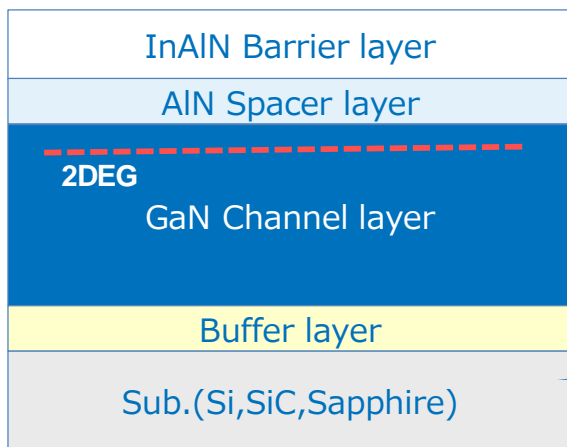 InAlN Barrier layer
AlN Spacer layer
2DEG
GaN Channel layer
Buffer layer
Sub.(Si,SiC,Sapphire)